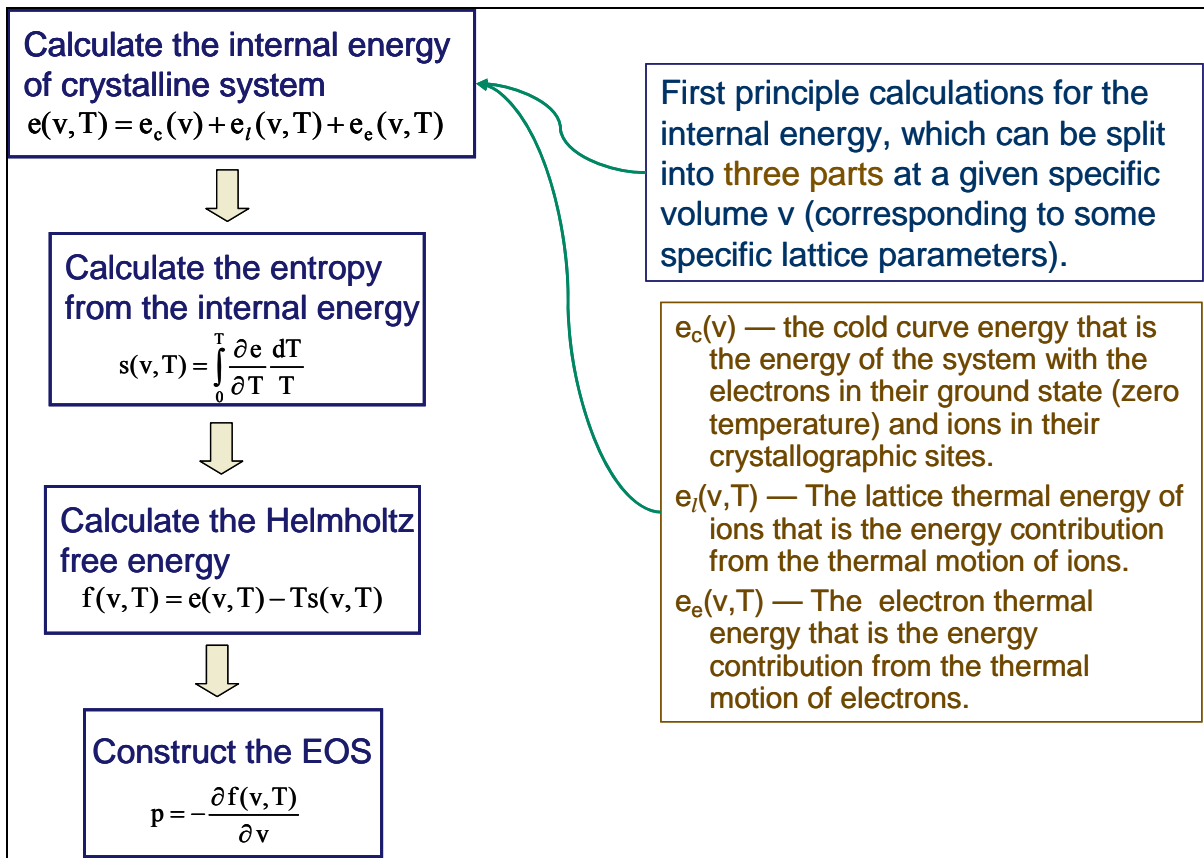 Calculate the internal energy
of crystalline system
e(v,T) = e_c(v) + e_l(v,T) + e_e(v,T)
Calculate the entropy
from the internal energy
s(v,T) = ∫₀ᵀ ∂e/∂T dT/T
Calculate the Helmholtz
free energy
f(v,T) = e(v,T) − Ts(v,T)
Construct the EOS
p = − ∂f(v,T)/∂v
First principle calculations for the
internal energy, which can be split
into three parts at a given specific
volume v (corresponding to some
specific lattice parameters).
e_c(v) — the cold curve energy that is
the energy of the system with the
electrons in their ground state (zero
temperature) and ions in their
crystallographic sites.
e_l(v,T) — The lattice thermal energy of
ions that is the energy contribution
from the thermal motion of ions.
e_e(v,T) — The electron thermal
energy that is the energy
contribution from the thermal
motion of electrons.